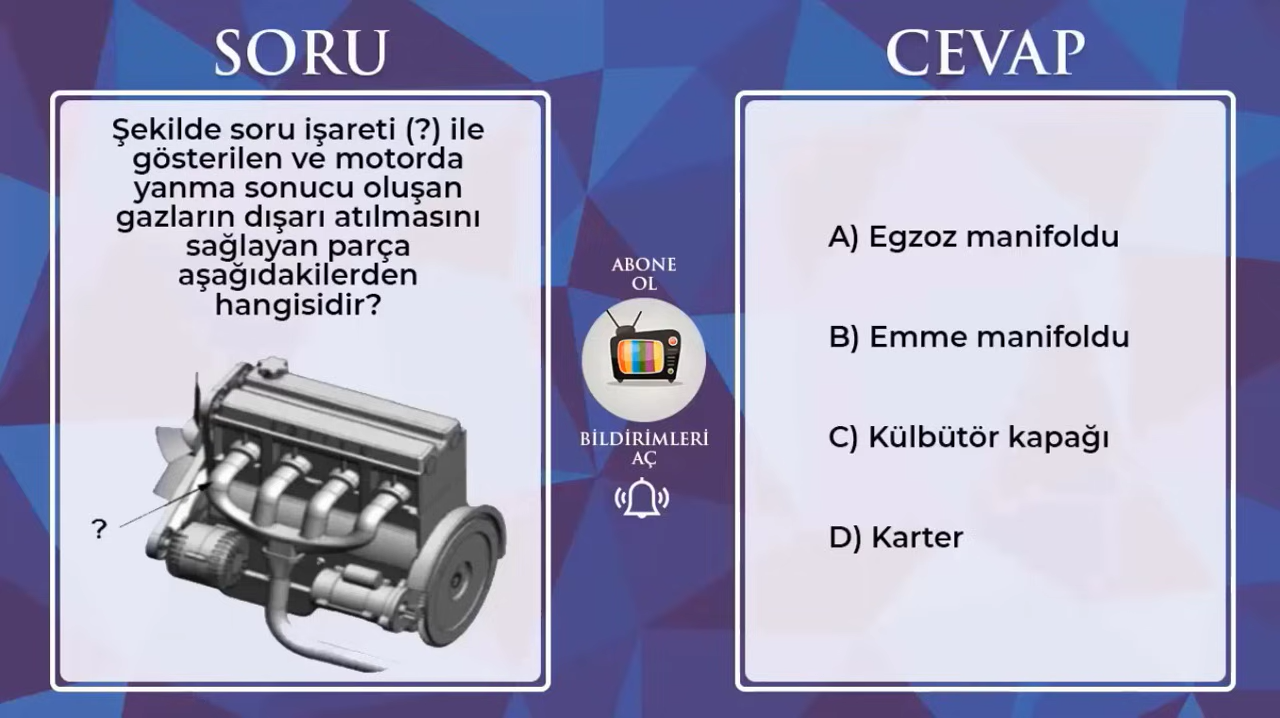 SORU
Şekilde soru işareti (?) ile
gösterilen ve motorda
yanma sonucu oluşan
gazların dışarı atılmasını
sağlayan parça
aşağıdakilerden
hangisidir?
?
ABONE
OL
BİLDİRİMLERİ
AÇ
CEVAP
A) Egzoz manifoldu
B) Emme manifoldu
C) Külbütör kapağı
D) Karter